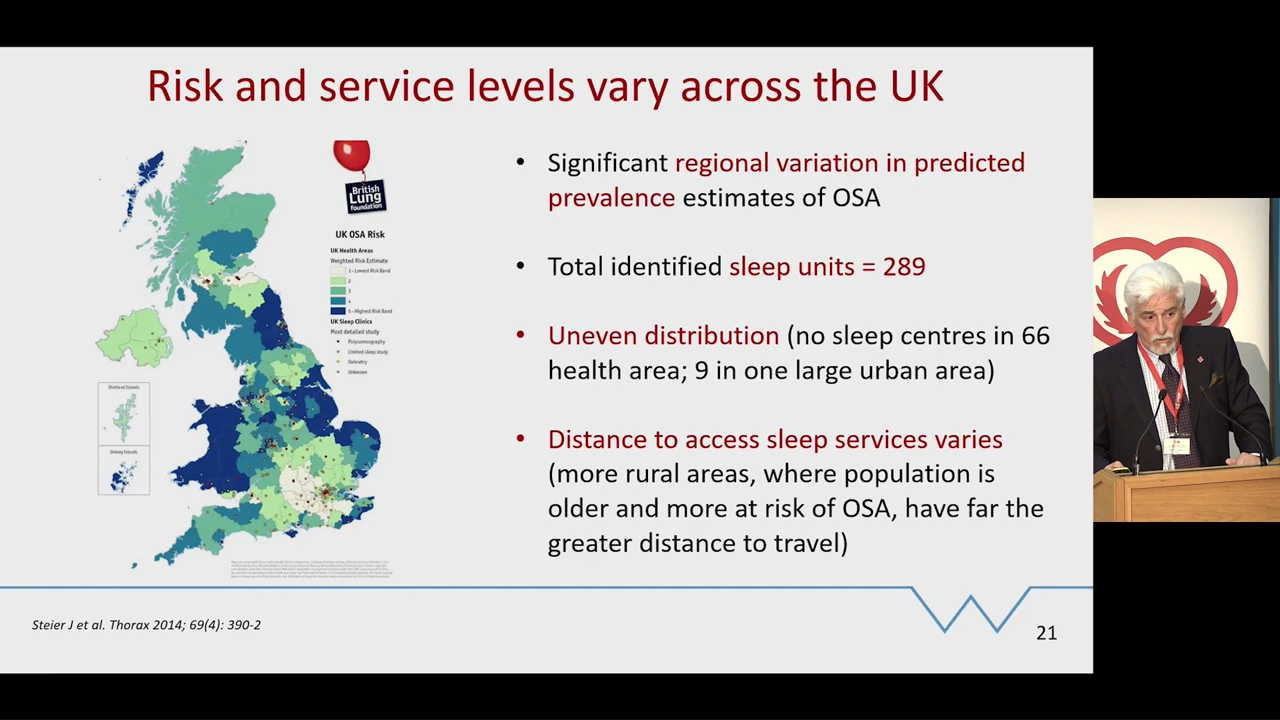 Risk and service levels vary across the UK
British
Lung
Foundation
UK OSA Risk
UK Health Areas
Weighted Risk Estimate
1 - Lowest Risk Band
2
3
4
5 - Highest Risk Band
UK Sleep Clinics
Most detailed study
Polysomnography
Limited sleep study
Oximetry
Unknown
Shetland Islands
Orkney Islands
• Significant regional variation in predicted
prevalence estimates of OSA
• Total identified sleep units = 289
• Uneven distribution (no sleep centres in 66
health area; 9 in one large urban area)
• Distance to access sleep services varies
(more rural areas, where population is
older and more at risk of OSA, have far the
greater distance to travel)
Steier J et al. Thorax 2014; 69(4): 390-2
21